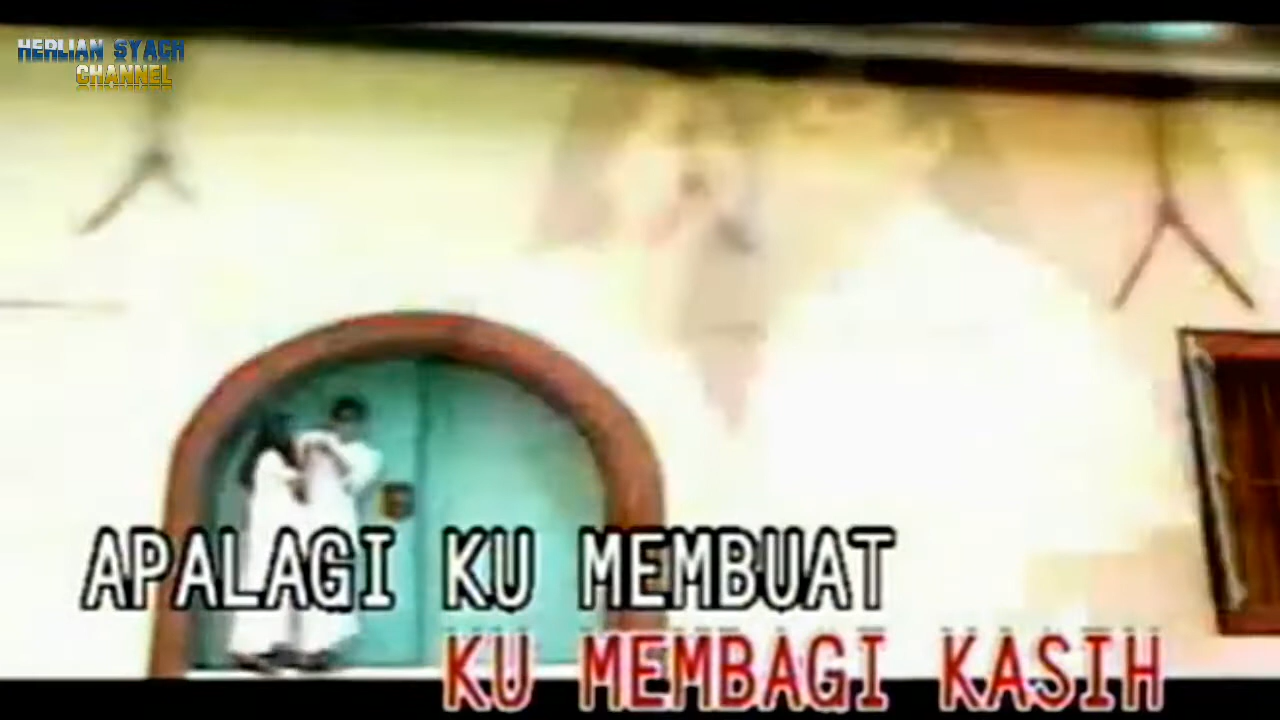 HERLIAN SYACH
CHANNEL
APALAGI KU MEMBUAT
KU MEMBAGI KASIH